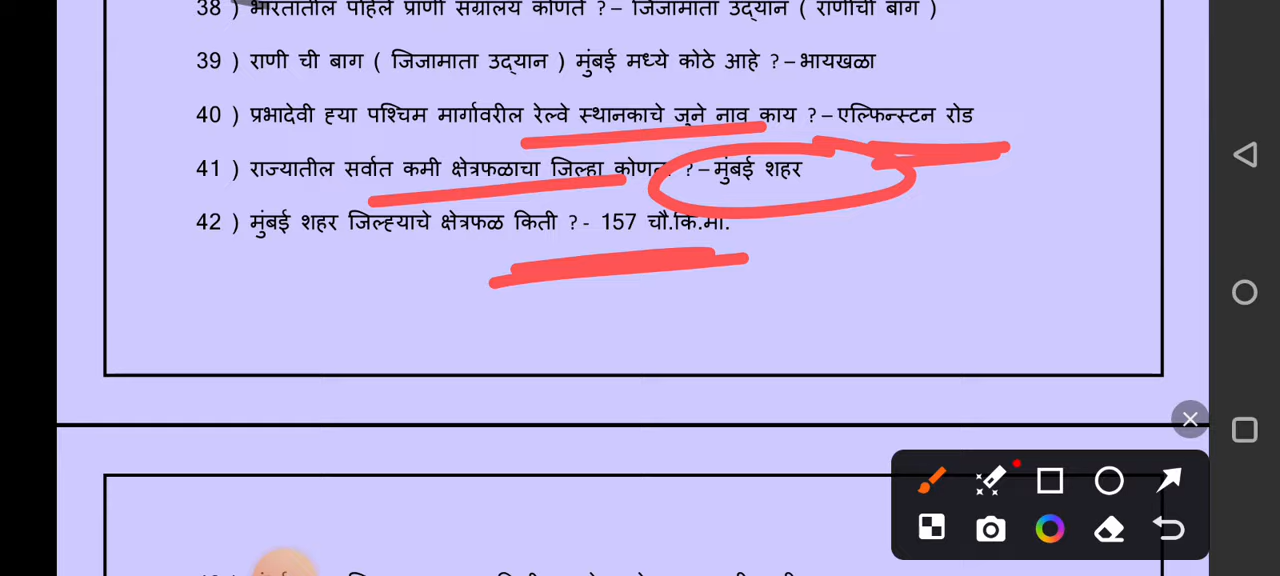 38 ) भारतातील पहिले प्राणी संग्रालय कोणते ? – जिजामाता उद्‌यान ( राणीची बाग )
39 ) राणी ची बाग ( जिजामाता उद्‌यान ) मुंबई मध्ये कोठे आहे ? – भायखळा
40 ) प्रभादेवी ह्या पश्चिम मार्गावरील रेल्वे स्थानकाचे जुने नाव काय ? – एल्फिन्स्टन रोड
41 ) राज्यातील सर्वात कमी क्षेत्रफळाचा जिल्हा कोणता ? – मुंबई शहर
42 ) मुंबई शहर जिल्ह्याचे क्षेत्रफळ किती ? - 157 चौ.कि.मी.